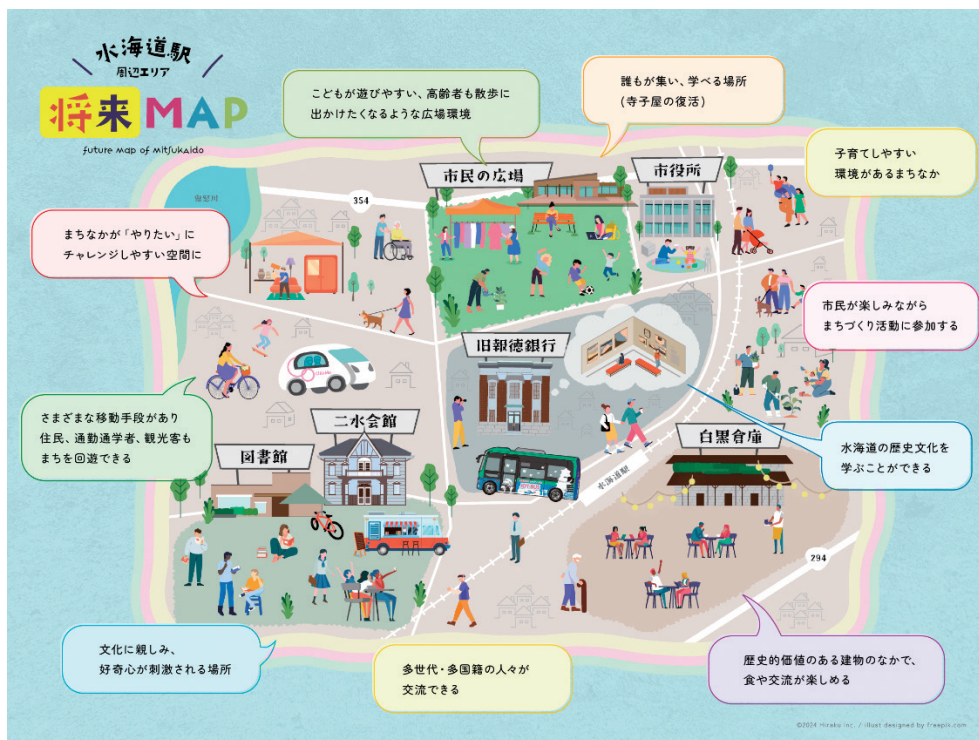 水海道駅
周辺エリア
将来MAP
future map of mitsukaido
こどもが遊びやすい、高齢者も散歩に
出かけたくなるような広場環境
誰もが集い、学べる場所
(寺子屋の復活)
子育てしやすい
環境があるまちなか
市民の広場
市役所
354
まちなかが「やりたい」に
チャレンジしやすい空間に
市民が楽しみながら
まちづくり活動に参加する
旧報徳銀行
さまざまな移動手段があり
住民、通勤通学者、観光客も
まちを回遊できる
二水会館
図書館
白黒倉庫
水海道の歴史文化を
学ぶことができる
水海道駅
294
文化に親しみ、
好奇心が刺激される場所
多世代・多国籍の人々が
交流できる
歴史的価値のある建物のなかで、
食や交流が楽しめる
©2024 Hiraku Inc. / illust designed by freepik.com